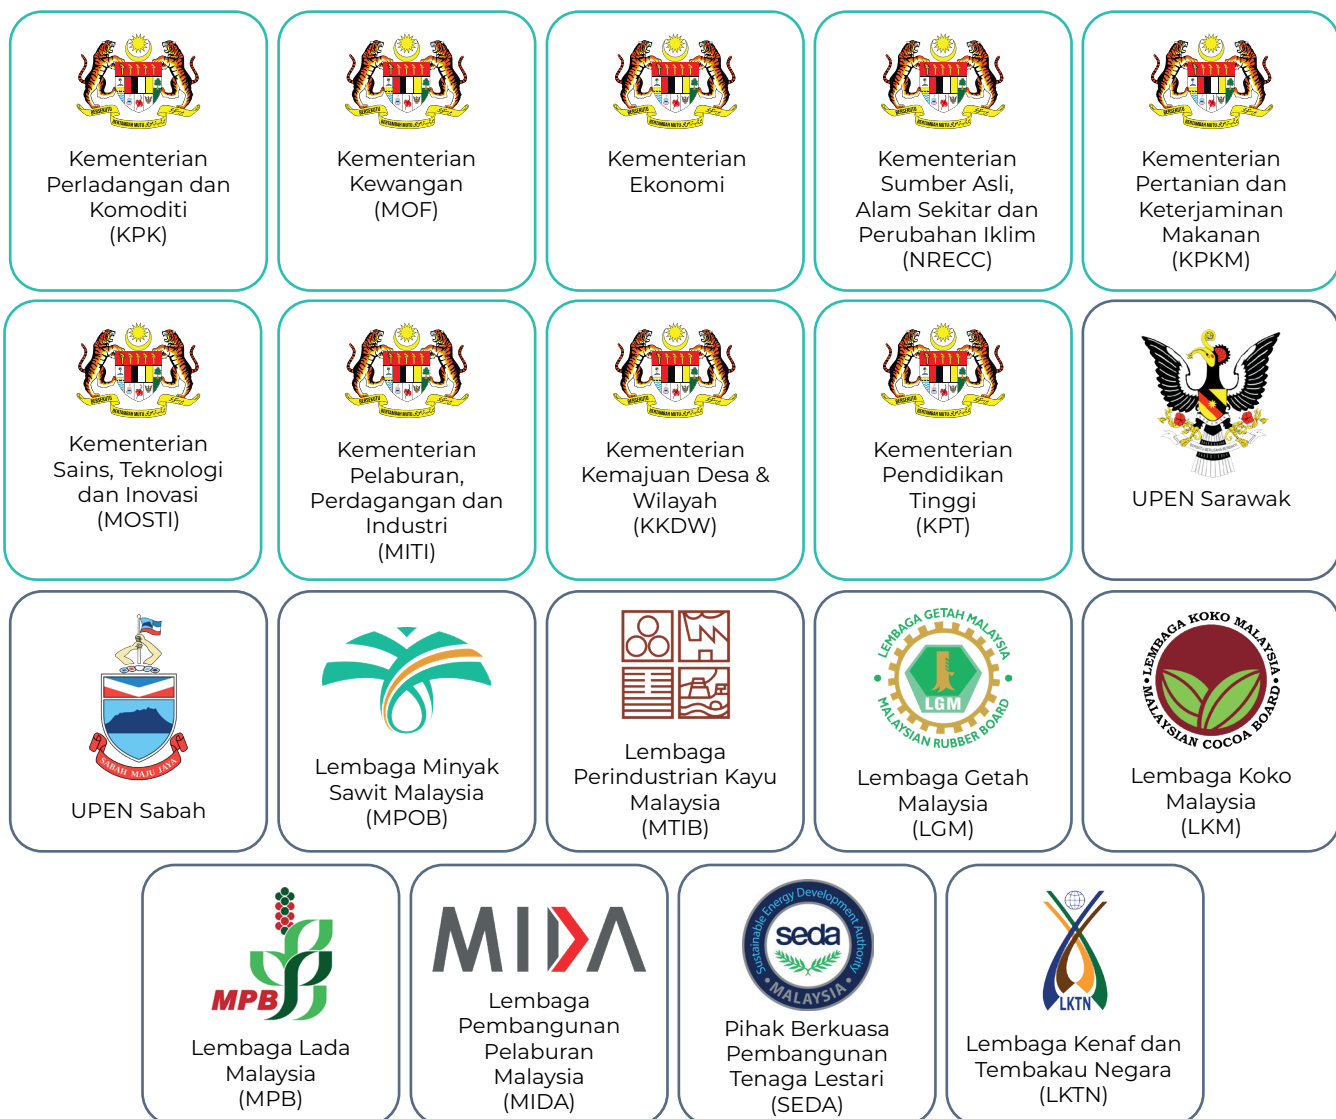 Kementerian
Perladangan dan
Komoditi
(KPK)
Kementerian
Kewangan
(MOF)
Kementerian
Ekonomi
Kementerian
Sumber Asli,
Alam Sekitar dan
Perubahan Iklim
(NRECC)
Kementerian
Pertanian dan
Keterjaminan
Makanan
(KPKM)
Kementerian
Sains, Teknologi
dan Inovasi
(MOSTI)
Kementerian
Pelaburan,
Perdagangan dan
Industri
(MITI)
Kementerian
Kemajuan Desa &
Wilayah
(KKDW)
Kementerian
Pendidikan
Tinggi
(KPT)
UPEN Sarawak
SABAH MAJU JAYA
UPEN Sabah
Lembaga Minyak
Sawit Malaysia
(MPOB)
Lembaga
Perindustrian Kayu
Malaysia
(MTIB)
LEMBAGA GETAH MALAYSIA
LGM
MALAYSIAN RUBBER BOARD
Lembaga Getah
Malaysia
(LGM)
LEMBAGA KOKO MALAYSIA
MALAYSIAN COCOA BOARD
Lembaga Koko
Malaysia
(LKM)
MPB
Lembaga Lada
Malaysia
(MPB)
MIDA
Lembaga
Pembangunan
Pelaburan
Malaysia
(MIDA)
Sustainable Energy Development Authority
seda
MALAYSIA
Pihak Berkuasa
Pembangunan
Tenaga Lestari
(SEDA)
LKTN
Lembaga Kenaf dan
Tembakau Negara
(LKTN)